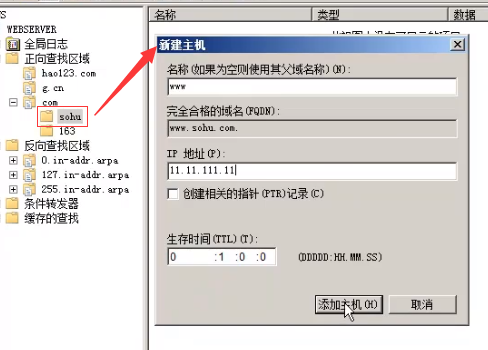 名称
类型
数据
WEBSERVER
全局日志
正向查找区域
hao123.com
g.cn
com
sohu
163
反向查找区域
0.in-addr.arpa
127.in-addr.arpa
255.in-addr.arpa
条件转发器
缓存的查找
新建主机
名称(如果为空则使用其父域名称)(N):
www
完全合格的域名(FQDN):
www.sohu.com.
IP 地址(P):
11.11.111.11
创建相关的指针(PTR)记录(C)
生存时间(TTL)(T):
0 :1 :0 :0 (DDDDD:HH.MM.SS)
添加主机(H)
取消